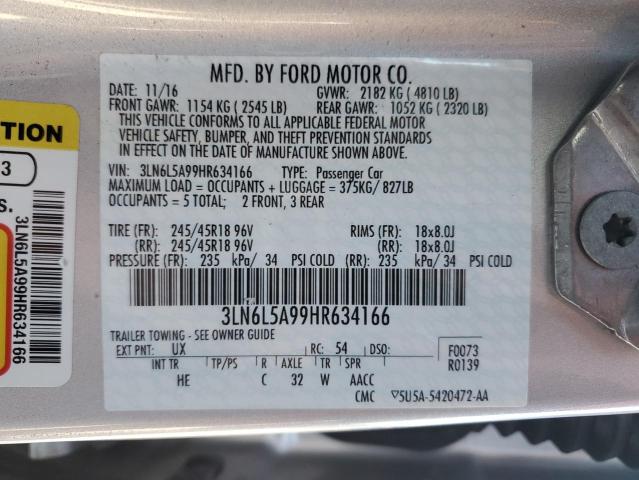 MFD. BY FORD MOTOR CO.
DATE: 11/16 GVWR: 2182 KG ( 4810 LB)
FRONT GAWR: 1154 KG ( 2545 LB) REAR GAWR: 1052 KG ( 2320 LB)
THIS VEHICLE CONFORMS TO ALL APPLICABLE FEDERAL MOTOR
VEHICLE SAFETY, BUMPER, AND THEFT PREVENTION STANDARDS
IN EFFECT ON THE DATE OF MANUFACTURE SHOWN ABOVE.
VIN: 3LN6L5A99HR634166 TYPE: Passenger Car
MAXIMUM LOAD = OCCUPANTS + LUGGAGE = 375KG/ 827LB
OCCUPANTS = 5 TOTAL; 2 FRONT, 3 REAR
TIRE (FR): 245/45R18 96V RIMS (FR): 18x8.0J
(RR): 245/45R18 96V (RR): 18x8.0J
PRESSURE (FR): 235 kPa/ 34 PSI COLD (RR): 235 kPa/ 34 PSI COLD
3LN6L5A99HR634166
TRAILER TOWING - SEE OWNER GUIDE
EXT PNT: UX RC: 54 DSO: F0073
INT TR TP/PS R AXLE TR SPR R0139
HE C 32 W AACC
CMC ▽5U5A-5420472-AA
TION
3
s.
3LN6L5A99HR634166